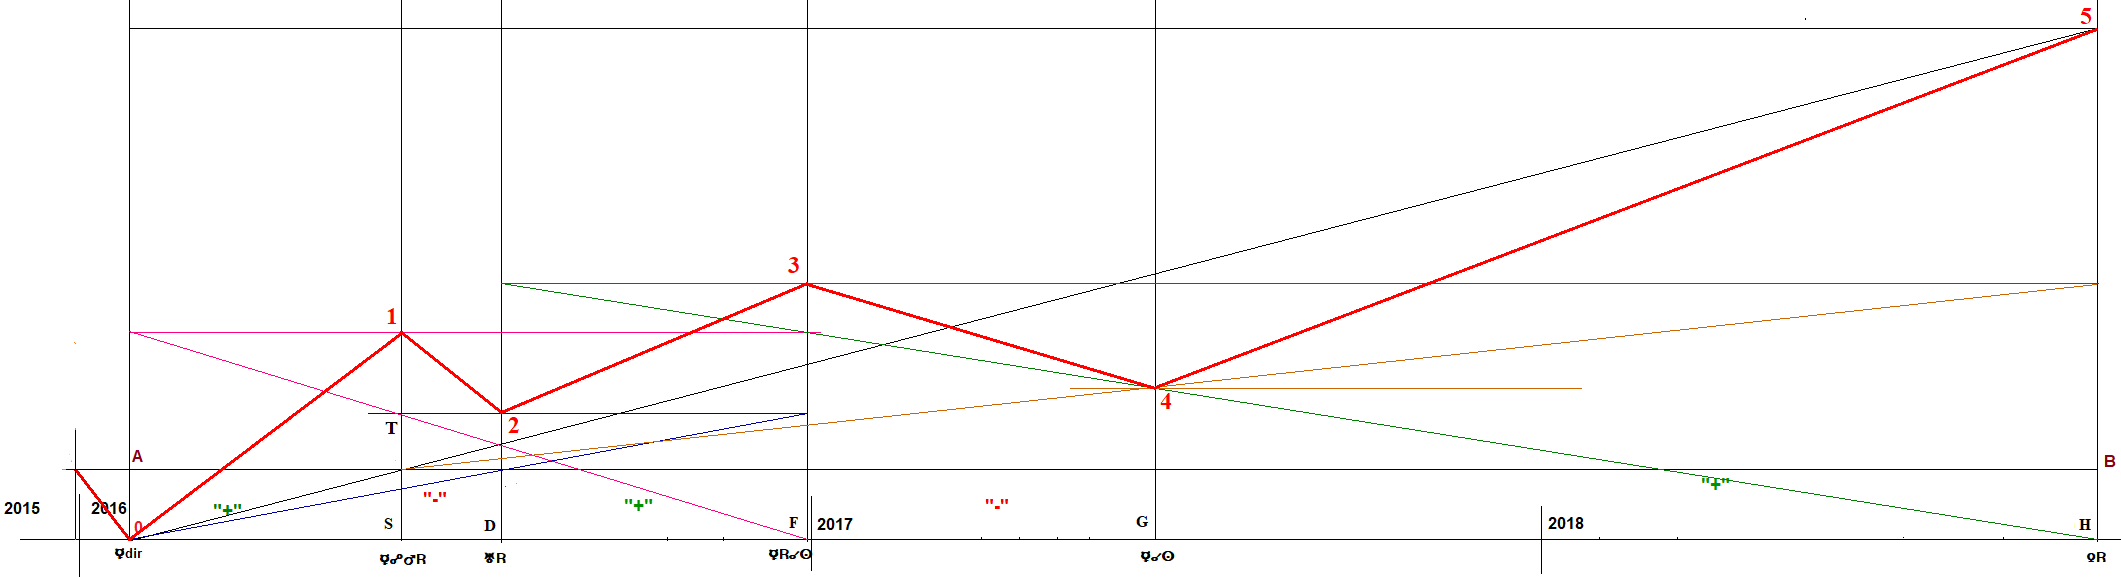 5
3
1
4
2
T
A
B
2015
2016
0
"+"
"-"
"+"
"-"
"+"
S
D
F
2017
G
2018
H
☿dir
☿☍♂R
♅R
☿R☌☉
☿☌☉
♀R